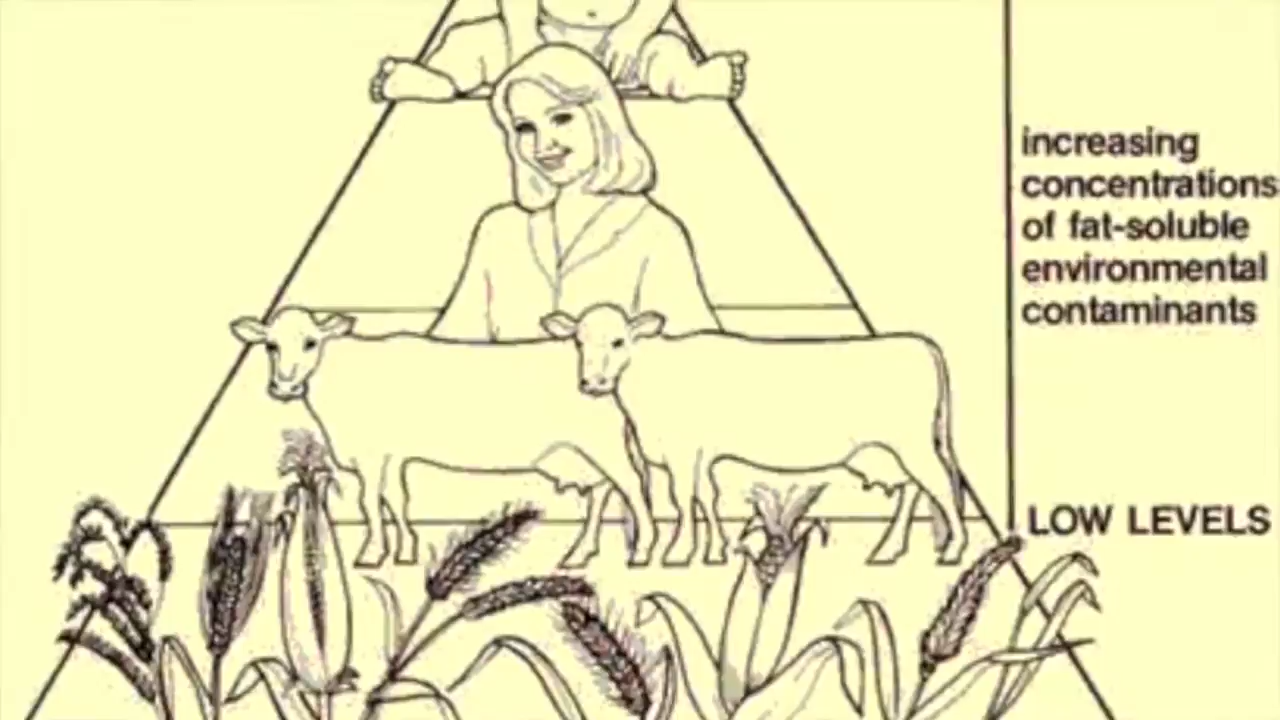 increasing
concentrations
of fat-soluble
environmental
contaminants
LOW LEVELS